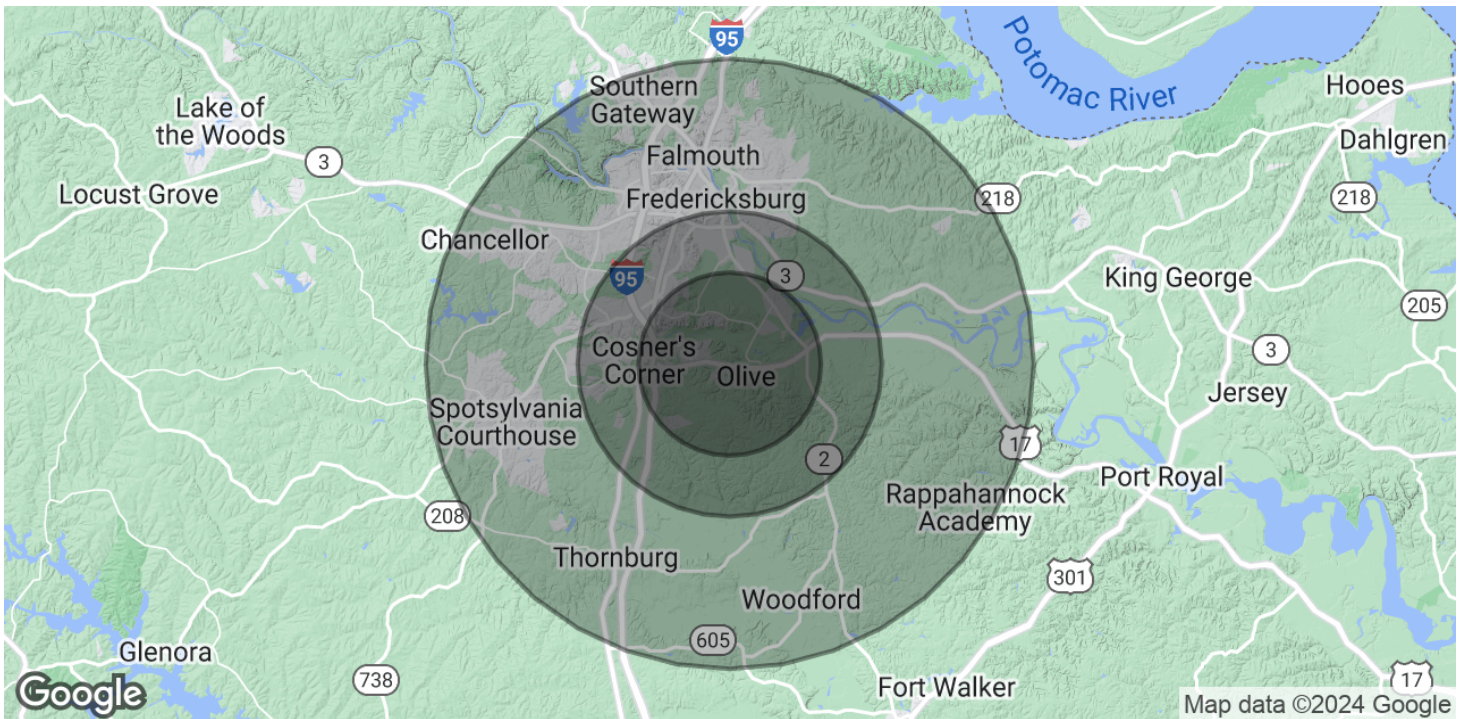 95
Southern
Gateway
Potomac River
Hooes
Lake of
the Woods
Dahlgren
3
Falmouth
Locust Grove
218
218
Fredericksburg
Chancellor
95
3
King George
205
Cosner's
Corner
Olive
3
Jersey
Spotsylvania
Courthouse
17
2
Port Royal
Rappahannock
Academy
208
Thornburg
301
Woodford
605
Glenora
738
Fort Walker
17
Google
Map data ©2024 Google